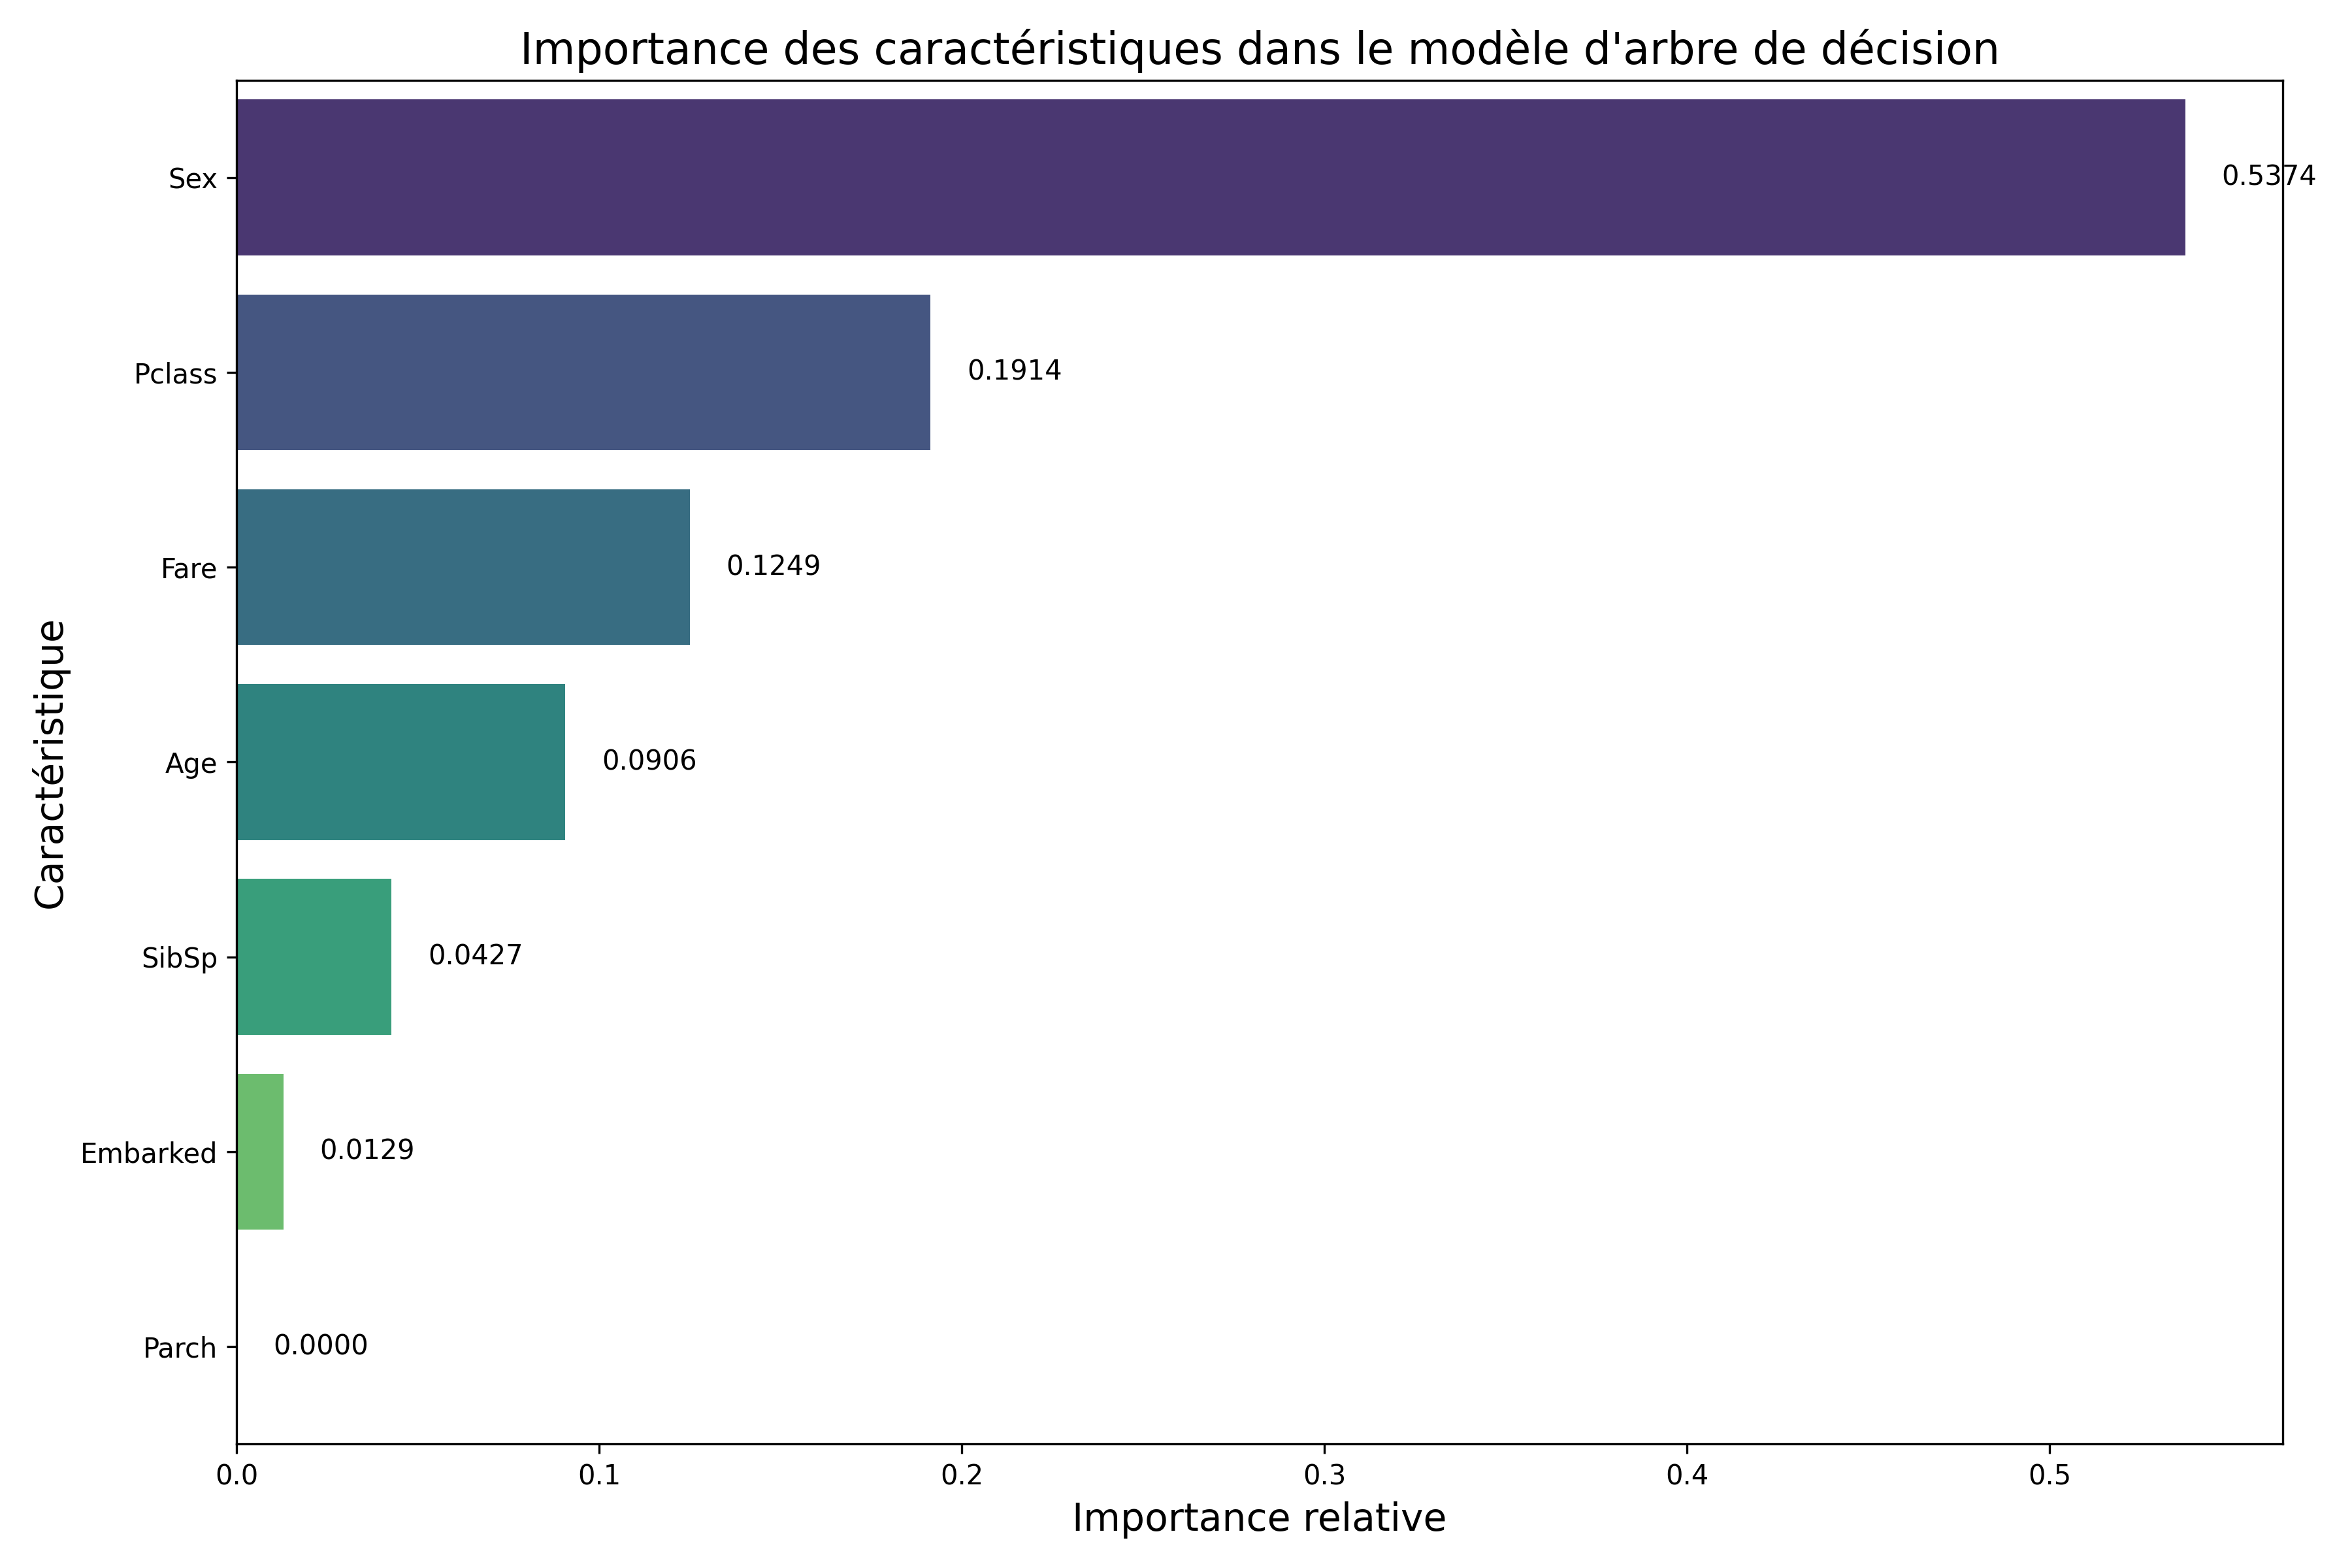 Importance des caractéristiques dans le modèle d'arbre de décision
Sex
0.5374
Pclass
0.1914
Fare
0.1249
Age
0.0906
SibSp
0.0427
Embarked
0.0129
Parch
0.0000
Caractéristique
0.0 0.1 0.2 0.3 0.4 0.5
Importance relative